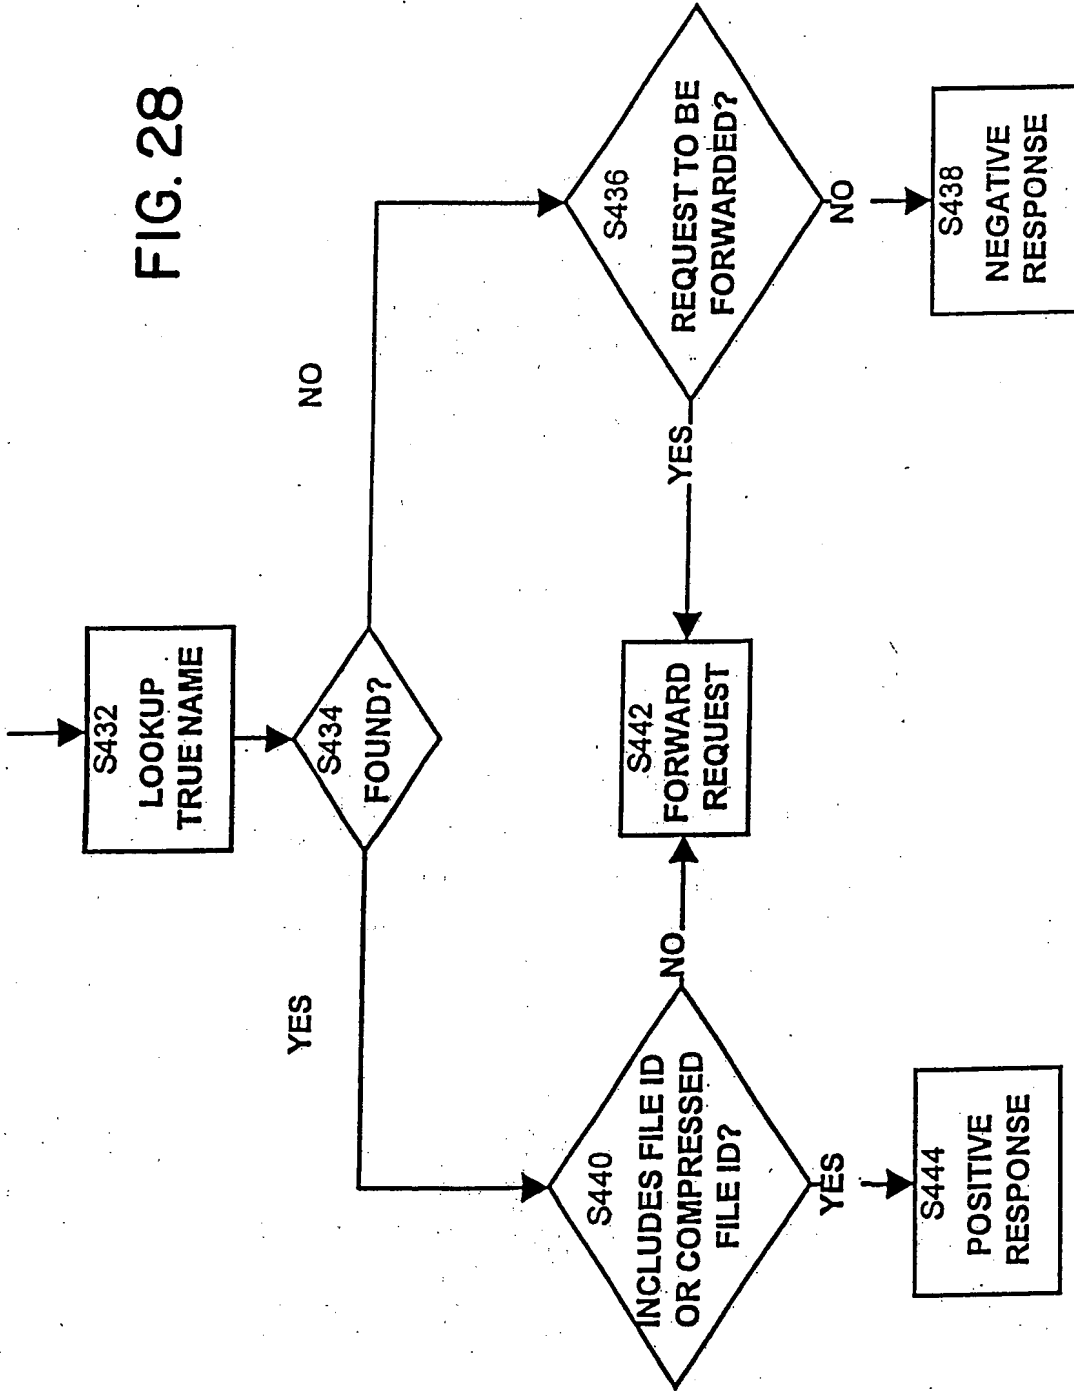 FIG. 28
S432
LOOKUP
TRUE NAME
S434
FOUND?
YES
NO
S440
INCLUDES FILE ID
OR COMPRESSED
FILE ID?
NO
YES
S442
FORWARD
REQUEST
S436
REQUEST TO BE
FORWARDED?
YES
NO
S444
POSITIVE
RESPONSE
S438
NEGATIVE
RESPONSE